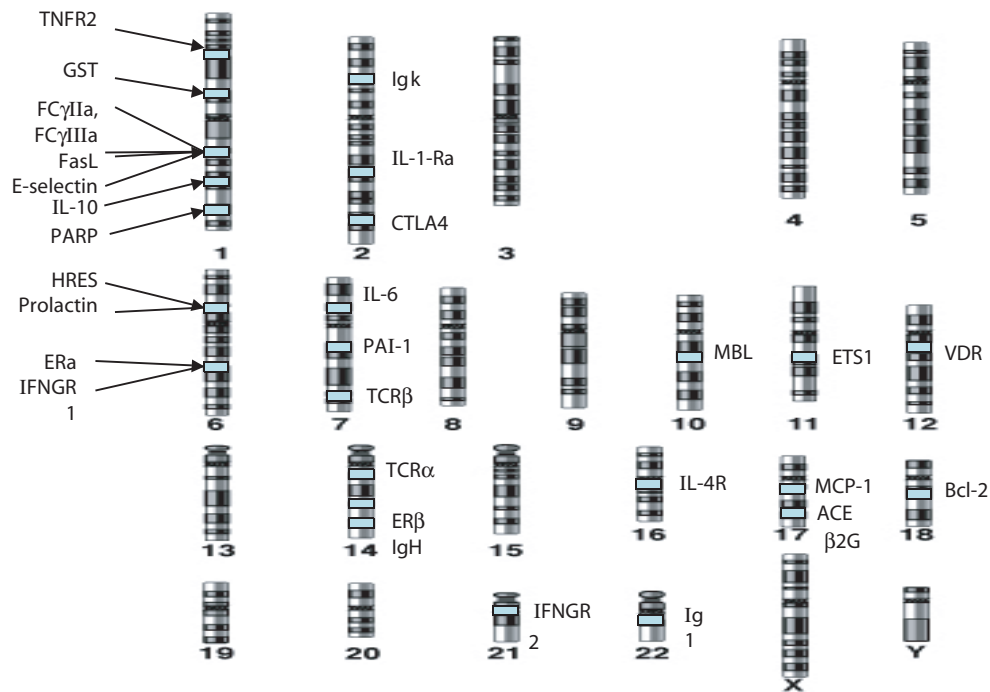 TNFR2
GST
FCγIIa,
FCγIIIa
FasL
E-selectin
IL-10
PARP
1
Igk
IL-1-Ra
CTLA4
2
3
4
5
HRES
Prolactin
ERa
IFNGR
1
6
IL-6
PAI-1
TCRβ
7
8
9
MBL
10
ETS1
11
VDR
12
13
TCRα
ERβ
IgH
14
15
IL-4R
16
MCP-1
ACE
β2G
17
Bcl-2
18
19
20
IFNGR
2
21
Ig
1
22
X
Y